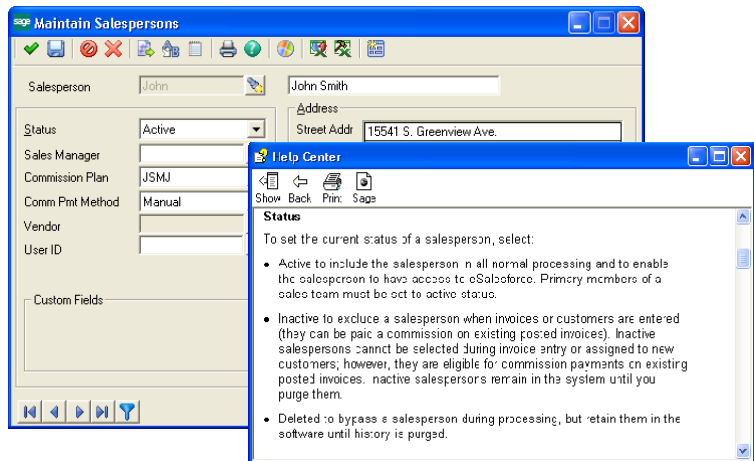 sage Maintain Salespersons
Salesperson John John Smith
Address
Status Active Street Addr 15541 S. Greenview Ave.
Sales Manager
Commission Plan JSMJ
Comm Pmt Method Manual
Vendor
User ID
Custom Fields
Help Center
Show Back Print Sage
Status
To set the current status of a salesperson, select:
• Active to include the salesperson in all normal processing and to enable
the salesperson to have access to eSalesforce. Primary members of a
sales team must be set to active status.
• Inactive to exclude a salesperson when invoices or customers are entered
(they can be paid a commission on existing posted invoices). Inactive
salespersons cannot be selected during invoice entry or assigned to new
customers; however, they are eligible for commission payments on existing
posted invoices. Inactive salespersons remain in the system until you
purge them.
• Deleted to bypass a salesperson during processing, but retain them in the
software until history is purged.